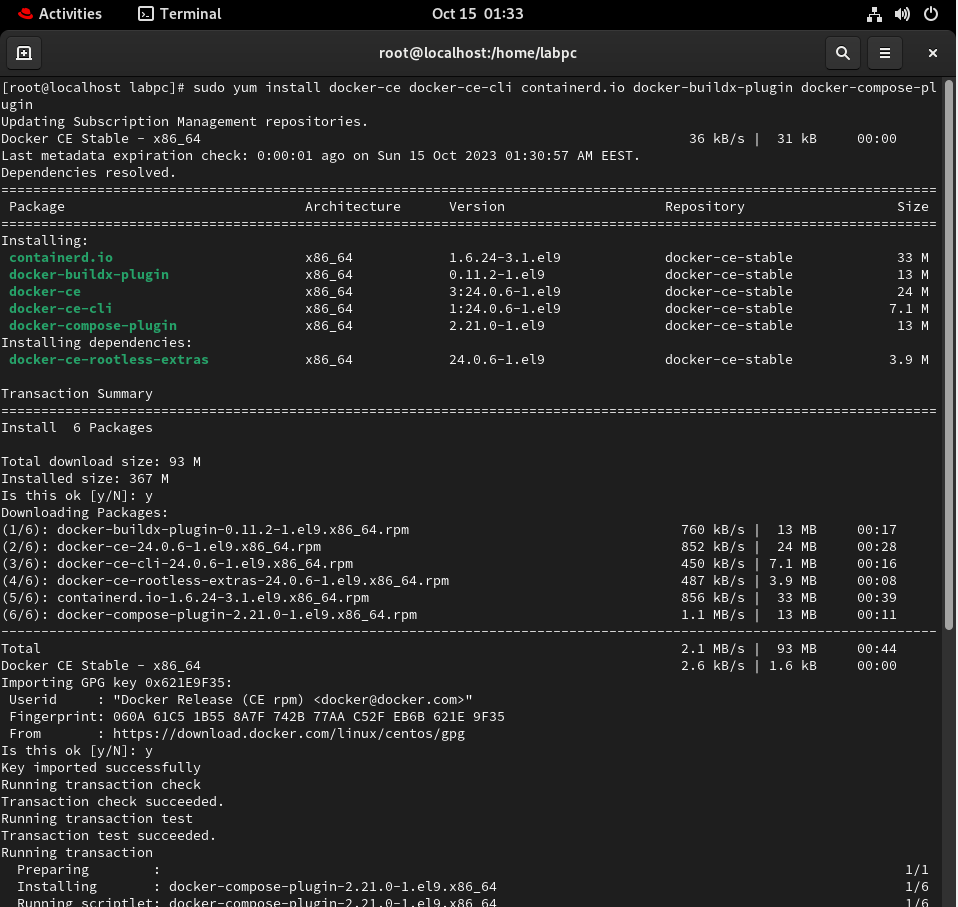 Activities Terminal Oct 15 01:33
root@localhost:/home/labpc
[root@localhost labpc]# sudo yum install docker-ce docker-ce-cli containerd.io docker-buildx-plugin docker-compose-pl
ugin
Updating Subscription Management repositories.
Docker CE Stable - x86_64 36 kB/s | 31 kB 00:00
Last metadata expiration check: 0:00:01 ago on Sun 15 Oct 2023 01:30:57 AM EEST.
Dependencies resolved.
=====================================================================================================================
Package Architecture Version Repository Size
=====================================================================================================================
Installing:
containerd.io x86_64 1.6.24-3.1.el9 docker-ce-stable 33 M
docker-buildx-plugin x86_64 0.11.2-1.el9 docker-ce-stable 13 M
docker-ce x86_64 3:24.0.6-1.el9 docker-ce-stable 24 M
docker-ce-cli x86_64 1:24.0.6-1.el9 docker-ce-stable 7.1 M
docker-compose-plugin x86_64 2.21.0-1.el9 docker-ce-stable 13 M
Installing dependencies:
docker-ce-rootless-extras x86_64 24.0.6-1.el9 docker-ce-stable 3.9 M
Transaction Summary
=====================================================================================================================
Install 6 Packages
Total download size: 93 M
Installed size: 367 M
Is this ok [y/N]: y
Downloading Packages:
(1/6): docker-buildx-plugin-0.11.2-1.el9.x86_64.rpm 760 kB/s | 13 MB 00:17
(2/6): docker-ce-24.0.6-1.el9.x86_64.rpm 852 kB/s | 24 MB 00:28
(3/6): docker-ce-cli-24.0.6-1.el9.x86_64.rpm 450 kB/s | 7.1 MB 00:16
(4/6): docker-ce-rootless-extras-24.0.6-1.el9.x86_64.rpm 487 kB/s | 3.9 MB 00:08
(5/6): containerd.io-1.6.24-3.1.el9.x86_64.rpm 856 kB/s | 33 MB 00:39
(6/6): docker-compose-plugin-2.21.0-1.el9.x86_64.rpm 1.1 MB/s | 13 MB 00:11
---------------------------------------------------------------------------------------------------------------------
Total 2.1 MB/s | 93 MB 00:44
Docker CE Stable - x86_64 2.6 kB/s | 1.6 kB 00:00
Importing GPG key 0x621E9F35:
Userid : "Docker Release (CE rpm) <docker@docker.com>"
Fingerprint: 060A 61C5 1B55 8A7F 742B 77AA C52F EB6B 621E 9F35
From : https://download.docker.com/linux/centos/gpg
Is this ok [y/N]: y
Key imported successfully
Running transaction check
Transaction check succeeded.
Running transaction test
Transaction test succeeded.
Running transaction
Preparing : 1/1
Installing : docker-compose-plugin-2.21.0-1.el9.x86_64 1/6
Running scriptlet: docker-compose-plugin-2.21.0-1.el9.x86_64 1/6